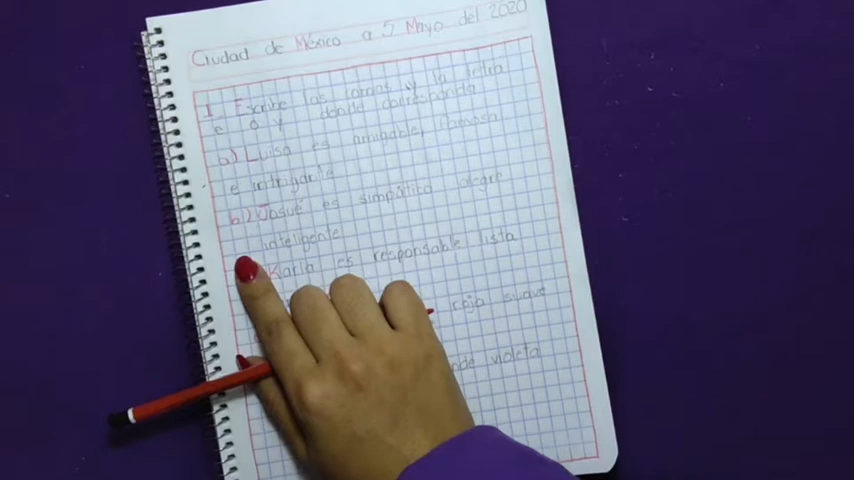 Ciudad de México a 5 Mayo del 2020
1. Escribe las comas y la letra
e o y donde corresponda
a) Luisa es amigable, famosa
e intrigante
b) Josué es simpático alegre
inteligente
Karla es responsable lista
roja suave
nde violeta